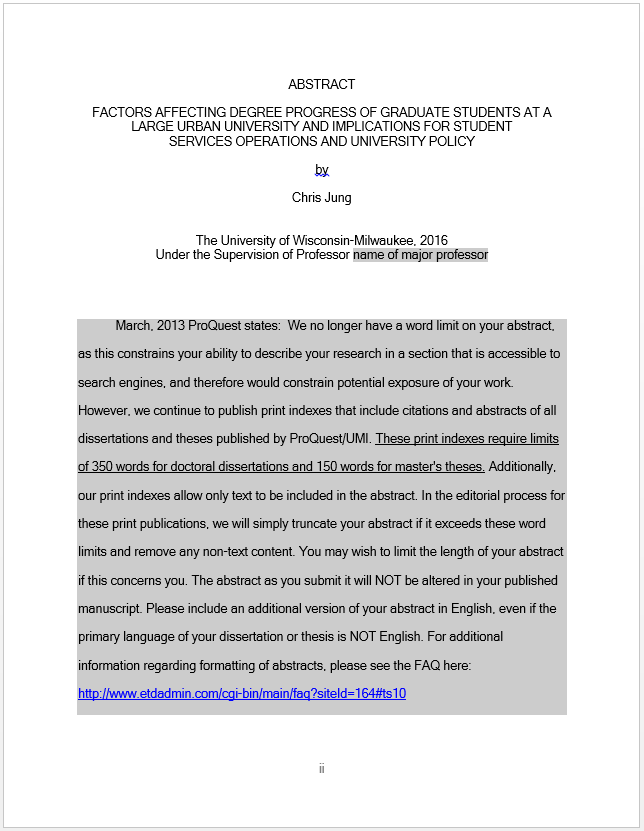 ABSTRACT
FACTORS AFFECTING DEGREE PROGRESS OF GRADUATE STUDENTS AT A
LARGE URBAN UNIVERSITY AND IMPLICATIONS FOR STUDENT
SERVICES OPERATIONS AND UNIVERSITY POLICY
by
Chris Jung
The University of Wisconsin-Milwaukee, 2016
Under the Supervision of Professor name of major professor
March, 2013 ProQuest states:  We no longer have a word limit on your abstract,
as this constrains your ability to describe your research in a section that is accessible to
search engines, and therefore would constrain potential exposure of your work.
However, we continue to publish print indexes that include citations and abstracts of all
dissertations and theses published by ProQuest/UMI. These print indexes require limits
of 350 words for doctoral dissertations and 150 words for master's theses. Additionally,
our print indexes allow only text to be included in the abstract. In the editorial process for
these print publications, we will simply truncate your abstract if it exceeds these word
limits and remove any non-text content. You may wish to limit the length of your abstract
if this concerns you. The abstract as you submit it will NOT be altered in your published
manuscript. Please include an additional version of your abstract in English, even if the
primary language of your dissertation or thesis is NOT English. For additional
information regarding formatting of abstracts, please see the FAQ here:
http://www.etdadmin.com/cgi-bin/main/faq?siteId=164#ts10
ii